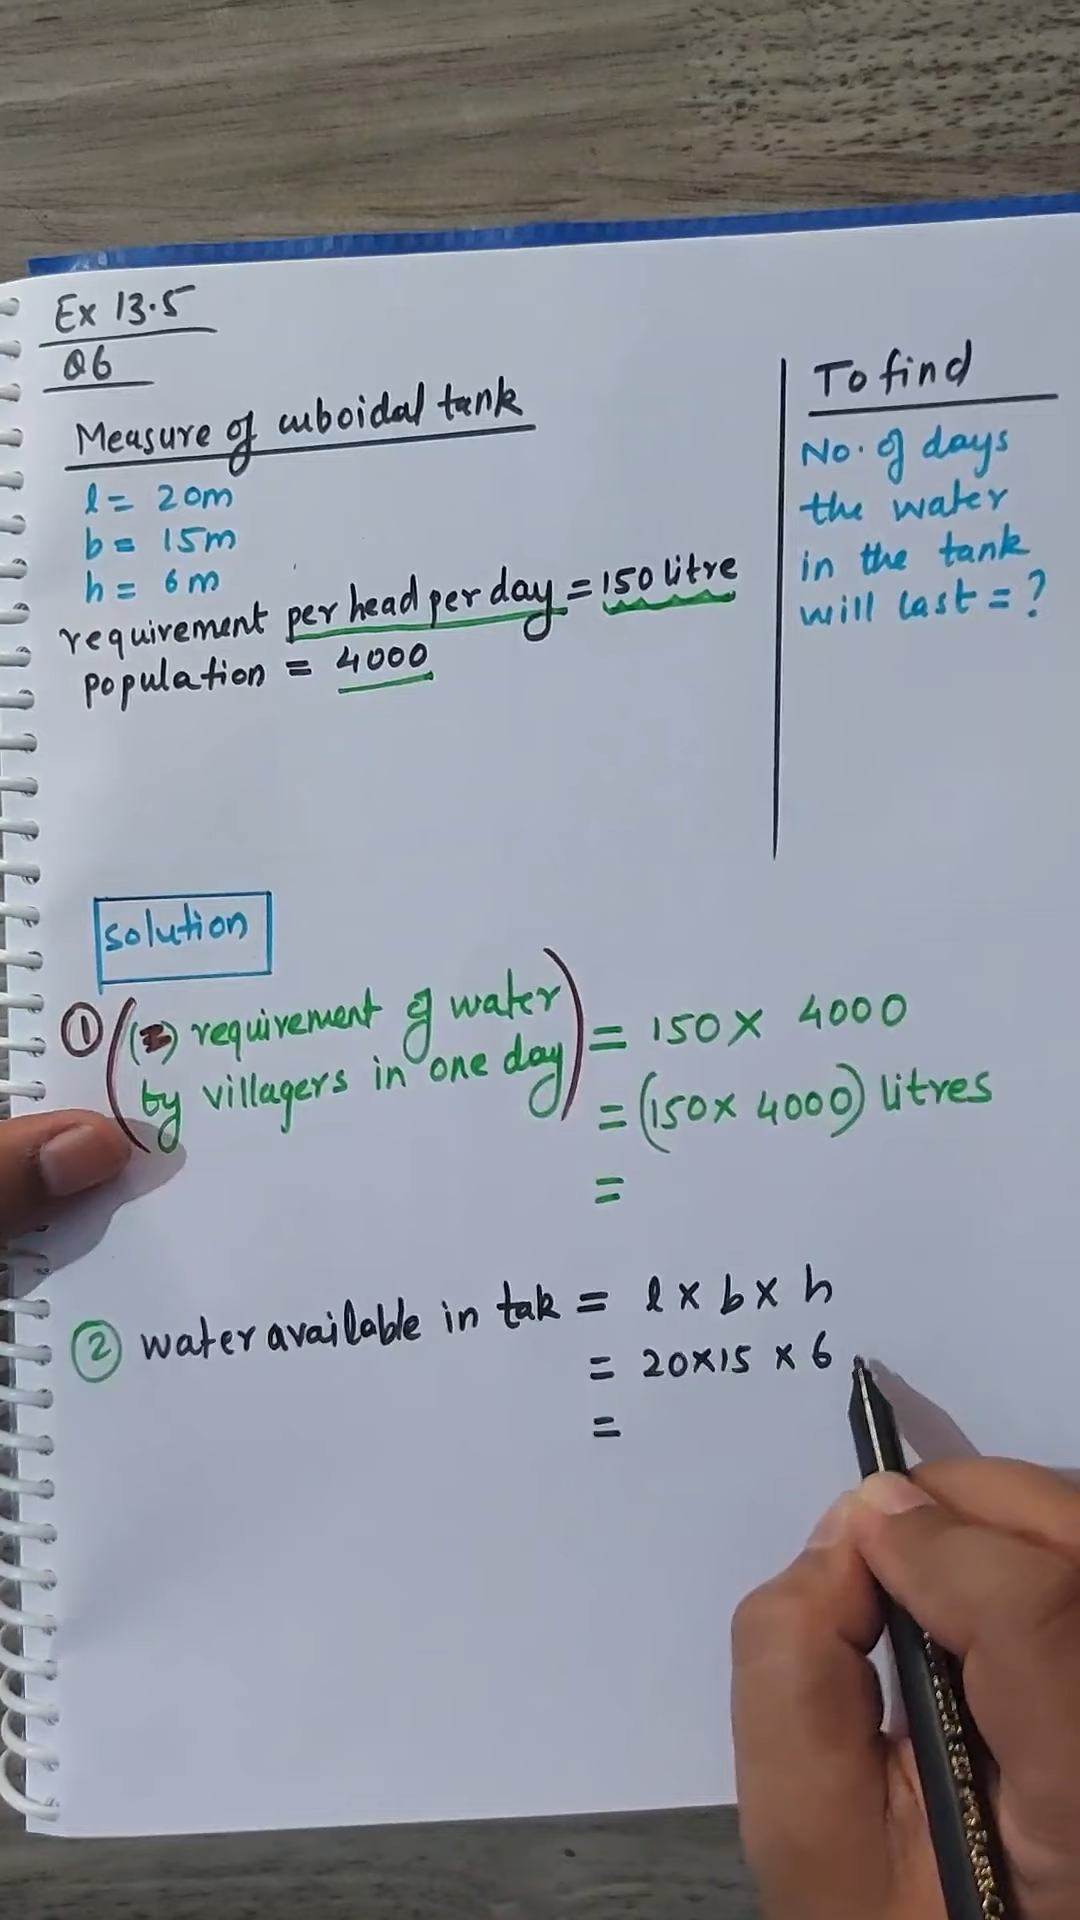 Ex 13.5
Q6
Measure of cuboidal tank
l = 20m
b = 15m
h = 6m
requirement per head per day = 150 litre
population = 4000
To find
No. of days
the water
in the tank
will last = ?
solution
① requirement of water = 150 × 4000
by villagers in one day
= (150 × 4000) litres
=
② water available in tak = l × b × h
= 20×15 × 6
=